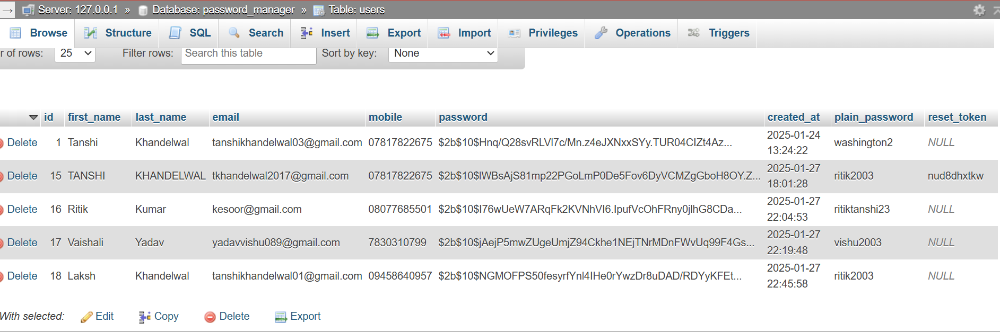 → Server: 127.0.0.1 » Database: password_manager » Table: users
Browse Structure SQL Search Insert Export Import Privileges Operations Triggers
r of rows: 25 Filter rows: Search this table Sort by key: None
id first_name last_name email mobile password created_at plain_password reset_token
Delete 1 Tanshi Khandelwal tanshikhandelwal03@gmail.com 07817822675 $2b$10$Hnq/Q28svRLVl7c/Mn.z4eJXNxxSYy.TUR04CIZt4Az... 2025-01-24 13:24:22 washington2 NULL
Delete 15 TANSHI KHANDELWAL tkhandelwal2017@gmail.com 07817822675 $2b$10$lWBsAjS81mp22PGoLmP0De5Fov6DyVCMZgGboH8OY.Z... 2025-01-27 18:01:28 ritik2003 nud8dhxtkw
Delete 16 Ritik Kumar kesoor@gmail.com 08077685501 $2b$10$I76wUeW7ARqFk2KVNhVI6.IpufVcOhFRny0jlhG8CDa... 2025-01-27 22:04:53 ritiktanshi23 NULL
Delete 17 Vaishali Yadav yadavvishu089@gmail.com 7830310799 $2b$10$jAejP5mwZUgeUmjZ94Ckhe1NEjTNrMDnFWvUq99F4Gs... 2025-01-27 22:19:48 vishu2003 NULL
Delete 18 Laksh Khandelwal tanshikhandelwal01@gmail.com 09458640957 $2b$10$NGMOFPS50fesyrfYnl4IHe0rYwzDr8uDAD/RDYyKFEt... 2025-01-27 22:45:58 ritik2003 NULL
With selected: Edit Copy Delete Export